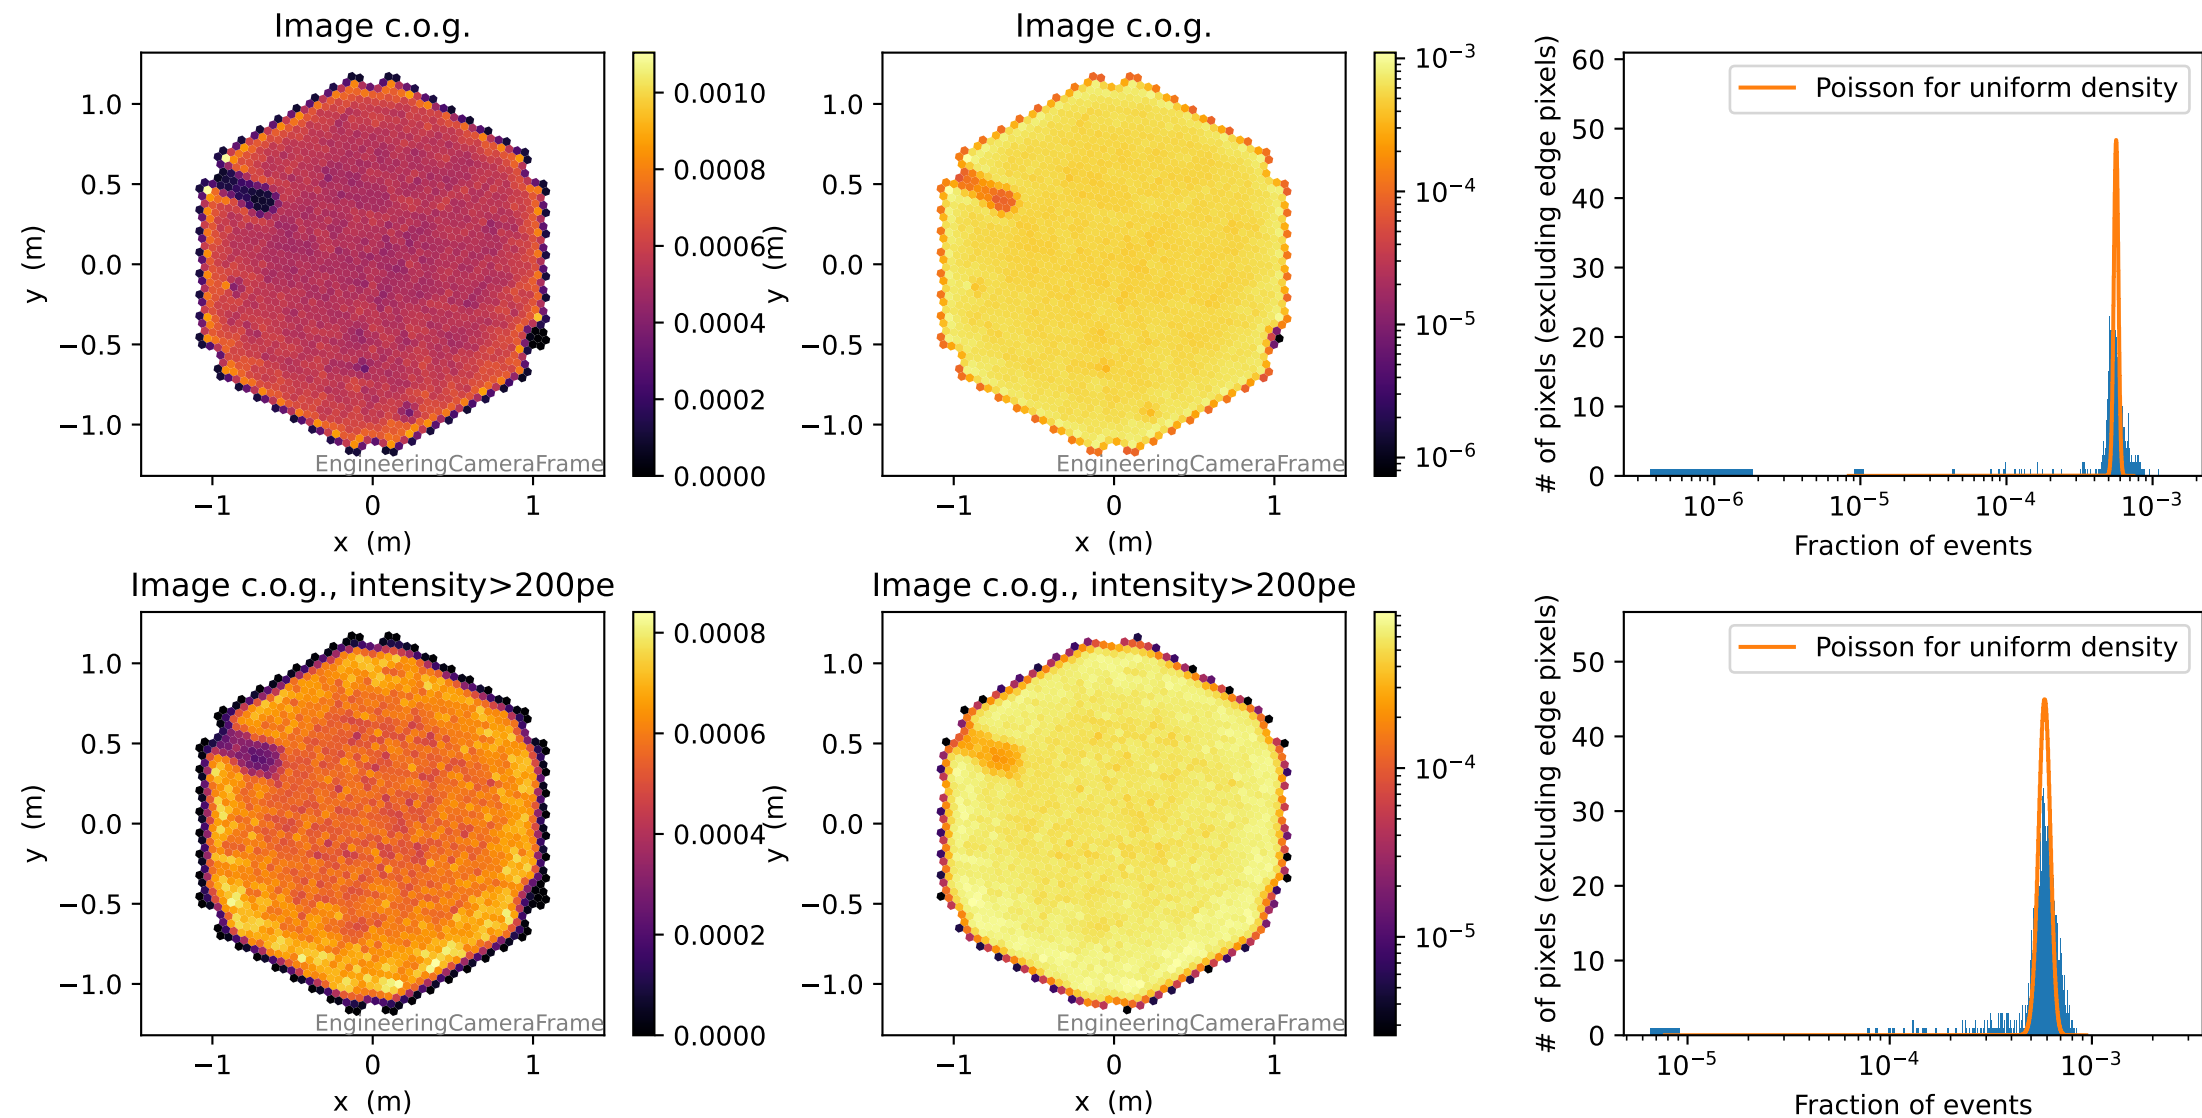 Image c.o.g.
1.0
0.5
0.0
−0.5
−1.0
y (m)
−1 0 1
x (m)
EngineeringCameraFrame
0.0010
0.0008
0.0006
0.0004
0.0002
0.0000
Image c.o.g.
1.0
0.5
0.0
−0.5
−1.0
y (m)
−1 0 1
x (m)
EngineeringCameraFrame
10−3
10−4
10−5
10−6
60
50
40
30
20
10
0
# of pixels (excluding edge pixels)
Poisson for uniform density
10−6 10−5 10−4 10−3
Fraction of events
Image c.o.g., intensity>200pe
1.0
0.5
0.0
−0.5
−1.0
y (m)
−1 0 1
x (m)
EngineeringCameraFrame
0.0008
0.0006
0.0004
0.0002
0.0000
Image c.o.g., intensity>200pe
1.0
0.5
0.0
−0.5
−1.0
y (m)
−1 0 1
x (m)
EngineeringCameraFrame
10−4
10−5
50
40
30
20
10
0
# of pixels (excluding edge pixels)
Poisson for uniform density
10−5 10−4 10−3
Fraction of events